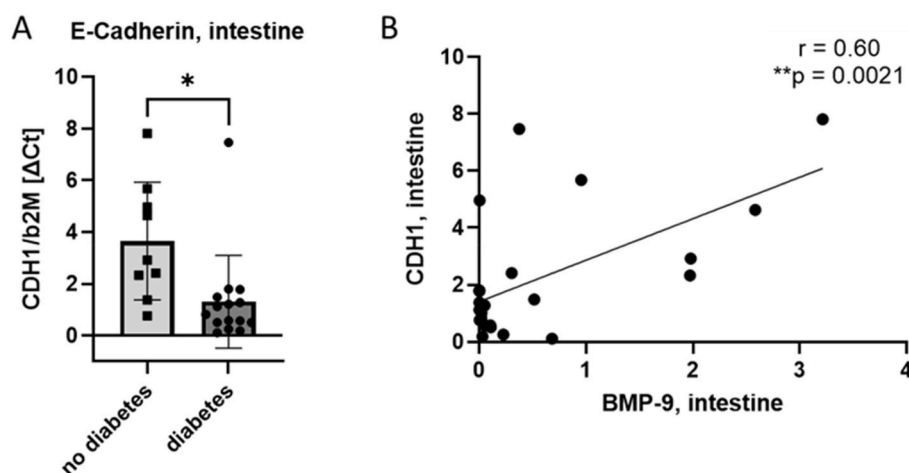 A
E-Cadherin, intestine
CDH1/b2M [ΔCt]
10
8
6
4
2
0
*
no diabetes
diabetes
B
r = 0.60
**p = 0.0021
CDH1, intestine
10
8
6
4
2
0
0
1
2
3
4
BMP-9, intestine